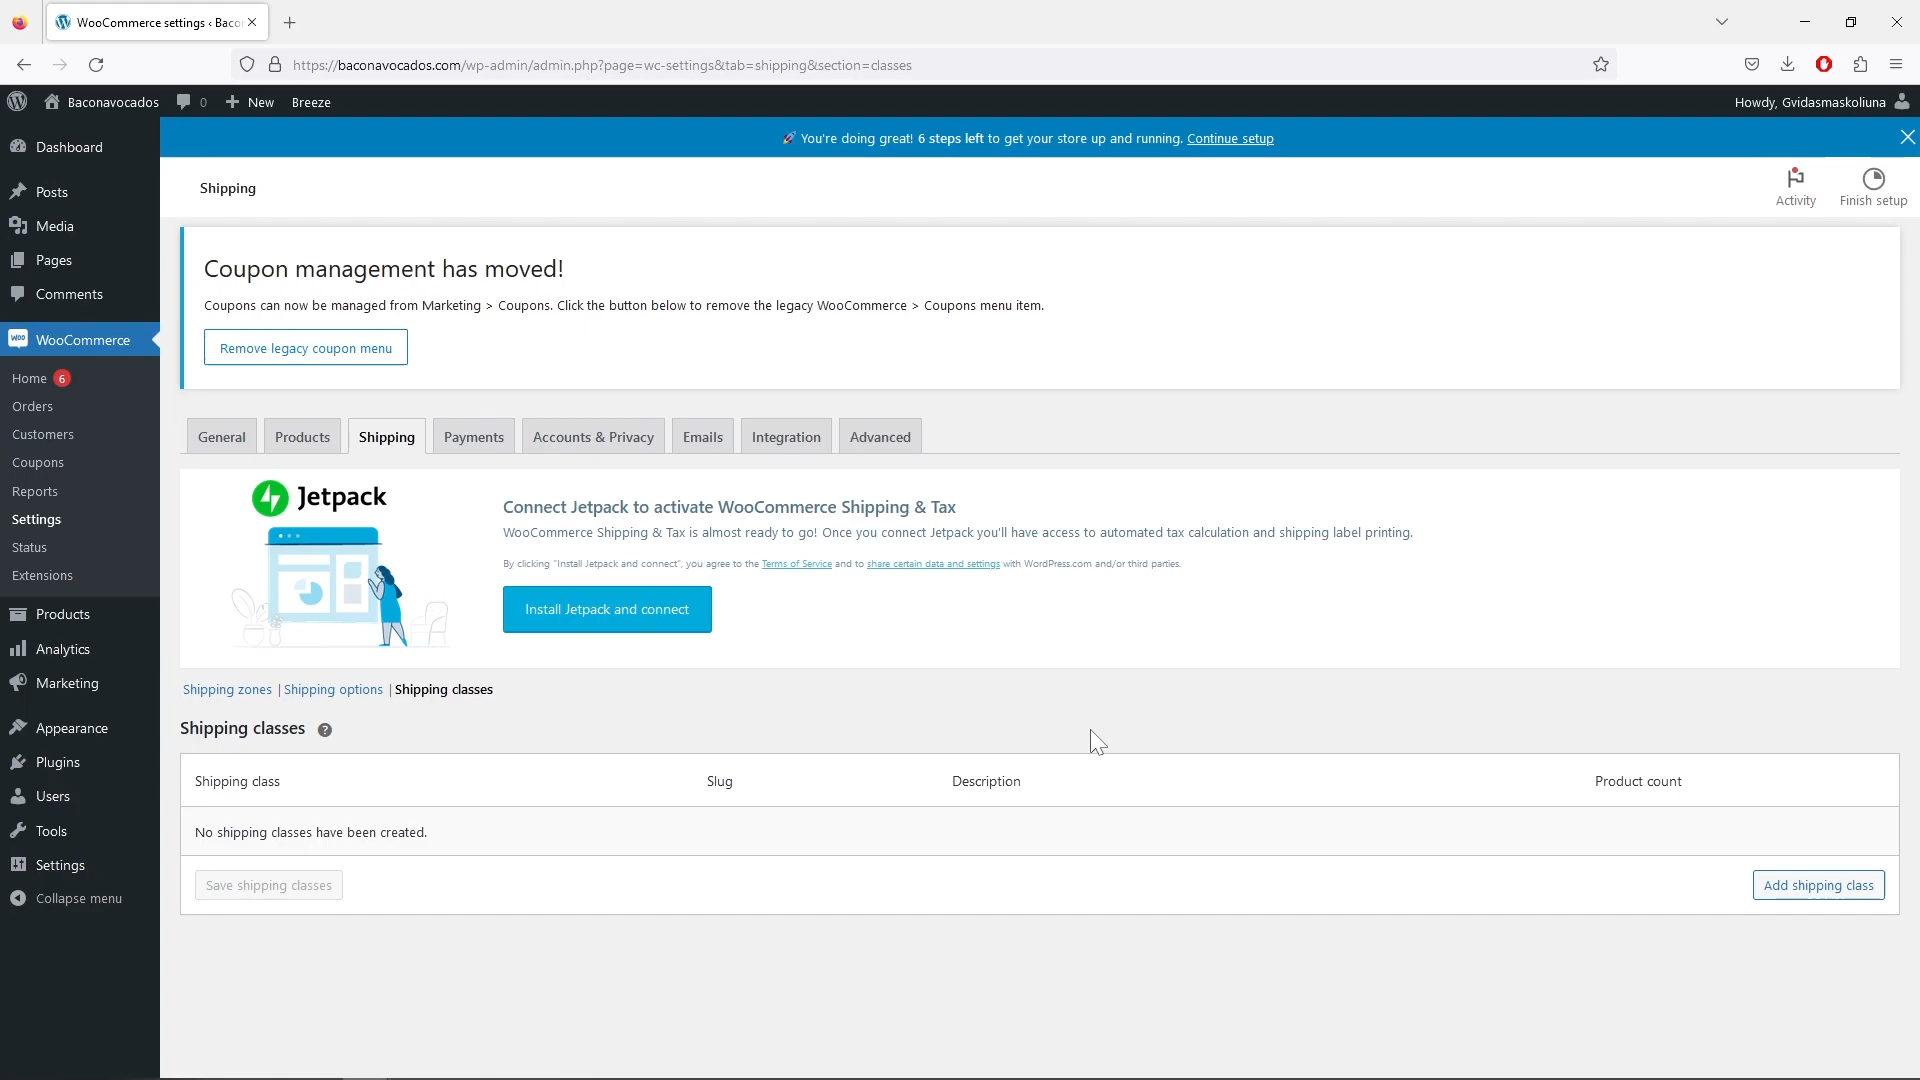 WooCommerce settings ‹ Baco
https://baconavocados.com/wp-admin/admin.php?page=wc-settings&tab=shipping&section=classes
Baconavocados
0
New
Breeze
Howdy, Gvidasmaskoliuna
Dashboard
Posts
Media
Pages
Comments
WooCommerce
Home 6
Orders
Customers
Coupons
Reports
Settings
Status
Extensions
Products
Analytics
Marketing
Appearance
Plugins
Users
Tools
Settings
Collapse menu
🚀 You're doing great! 6 steps left to get your store up and running. Continue setup
Shipping
Activity
Finish setup
Coupon management has moved!
Coupons can now be managed from Marketing > Coupons. Click the button below to remove the legacy WooCommerce > Coupons menu item.
Remove legacy coupon menu
General
Products
Shipping
Payments
Accounts & Privacy
Emails
Integration
Advanced
Jetpack
Connect Jetpack to activate WooCommerce Shipping & Tax
WooCommerce Shipping & Tax is almost ready to go! Once you connect Jetpack you'll have access to automated tax calculation and shipping label printing.
By clicking "Install Jetpack and connect", you agree to the Terms of Service and to share certain data and settings with WordPress.com and/or third parties.
Install Jetpack and connect
Shipping zones | Shipping options | Shipping classes
Shipping classes ?
Shipping class
Slug
Description
Product count
No shipping classes have been created.
Save shipping classes
Add shipping class